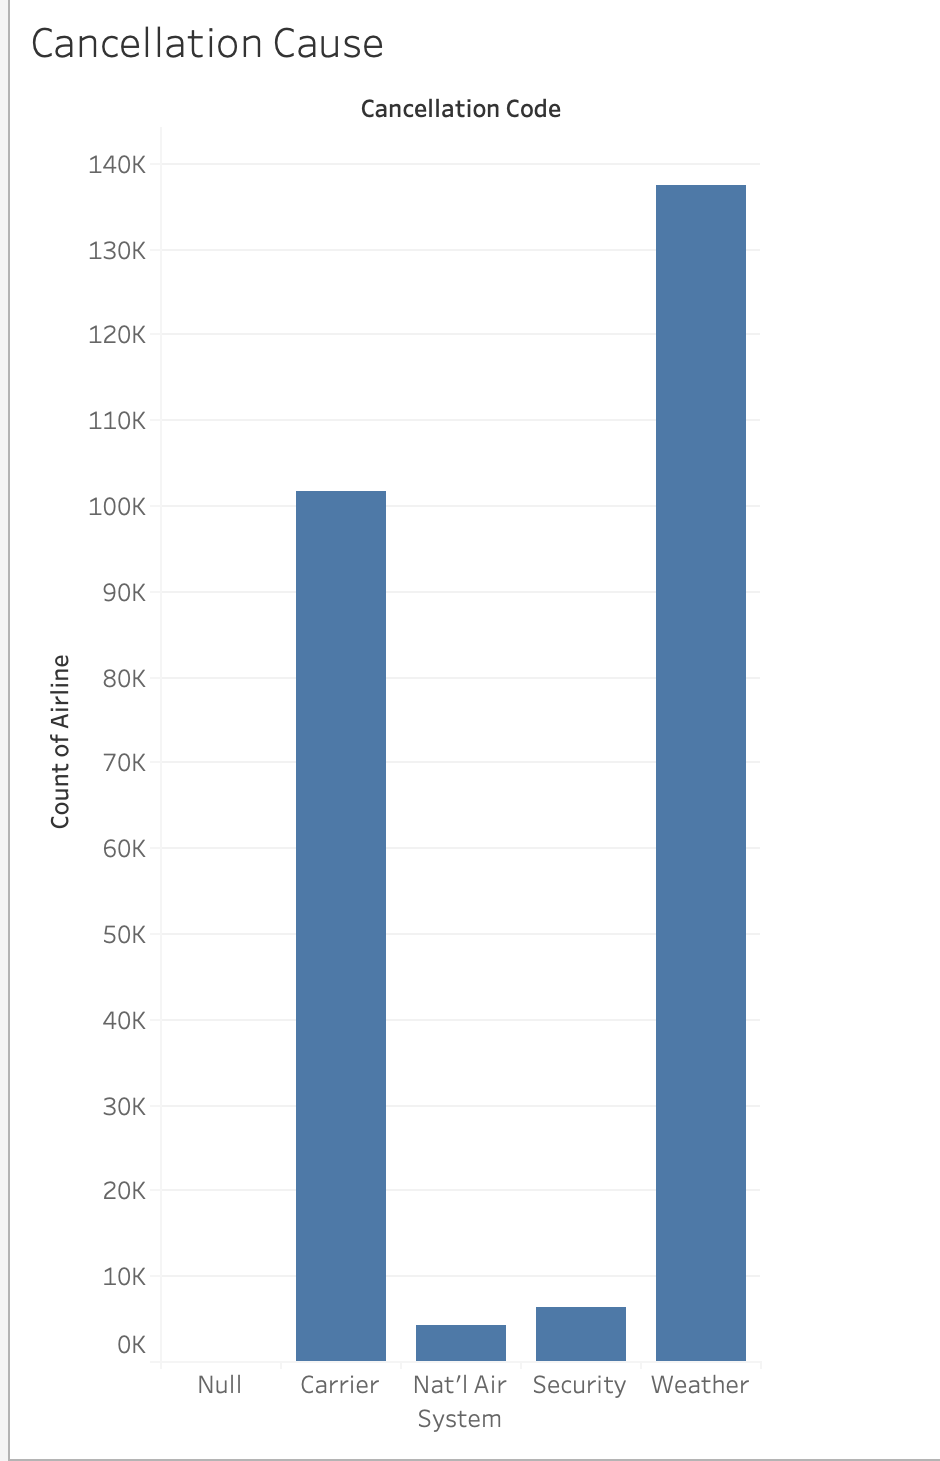 Cancellation Cause
Cancellation Code
140K
130K
120K
110K
100K
90K
80K
70K
60K
50K
40K
30K
20K
10K
0K
Count of Airline
Null Carrier Nat'l Air Security Weather
System